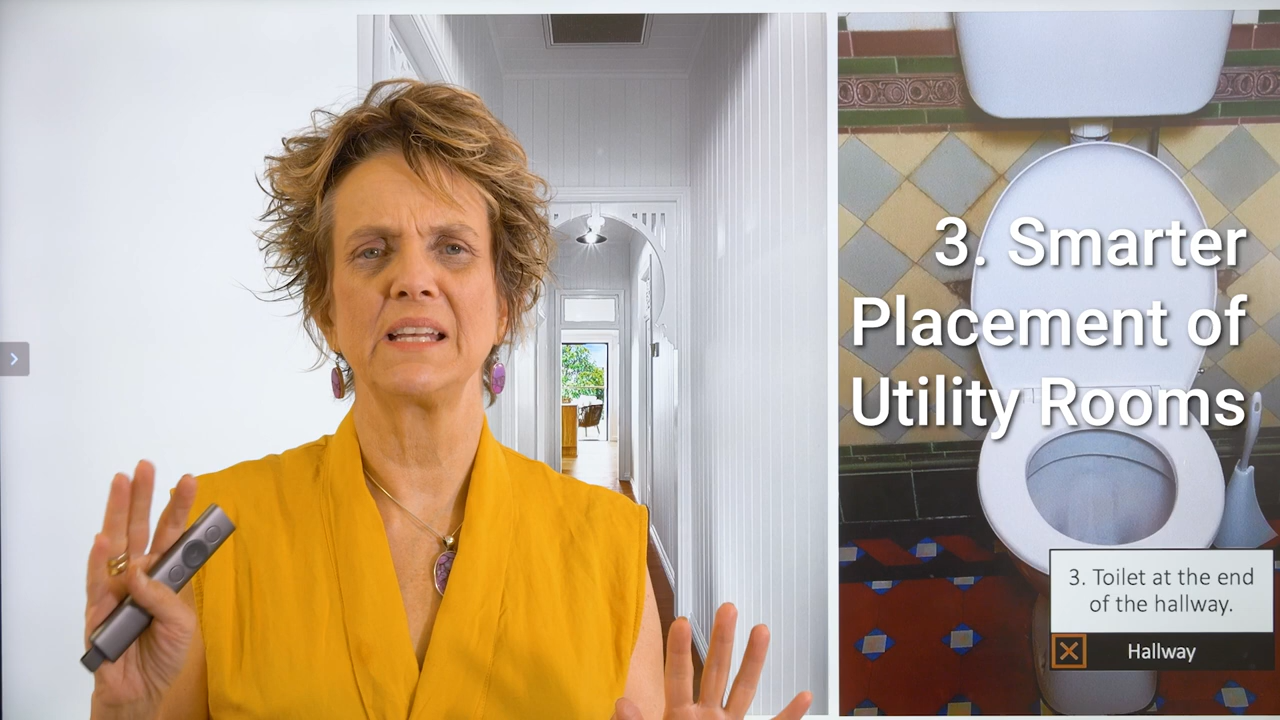 3. Smarter
Placement of
Utility Rooms
3. Toilet at the end
of the hallway.
Hallway